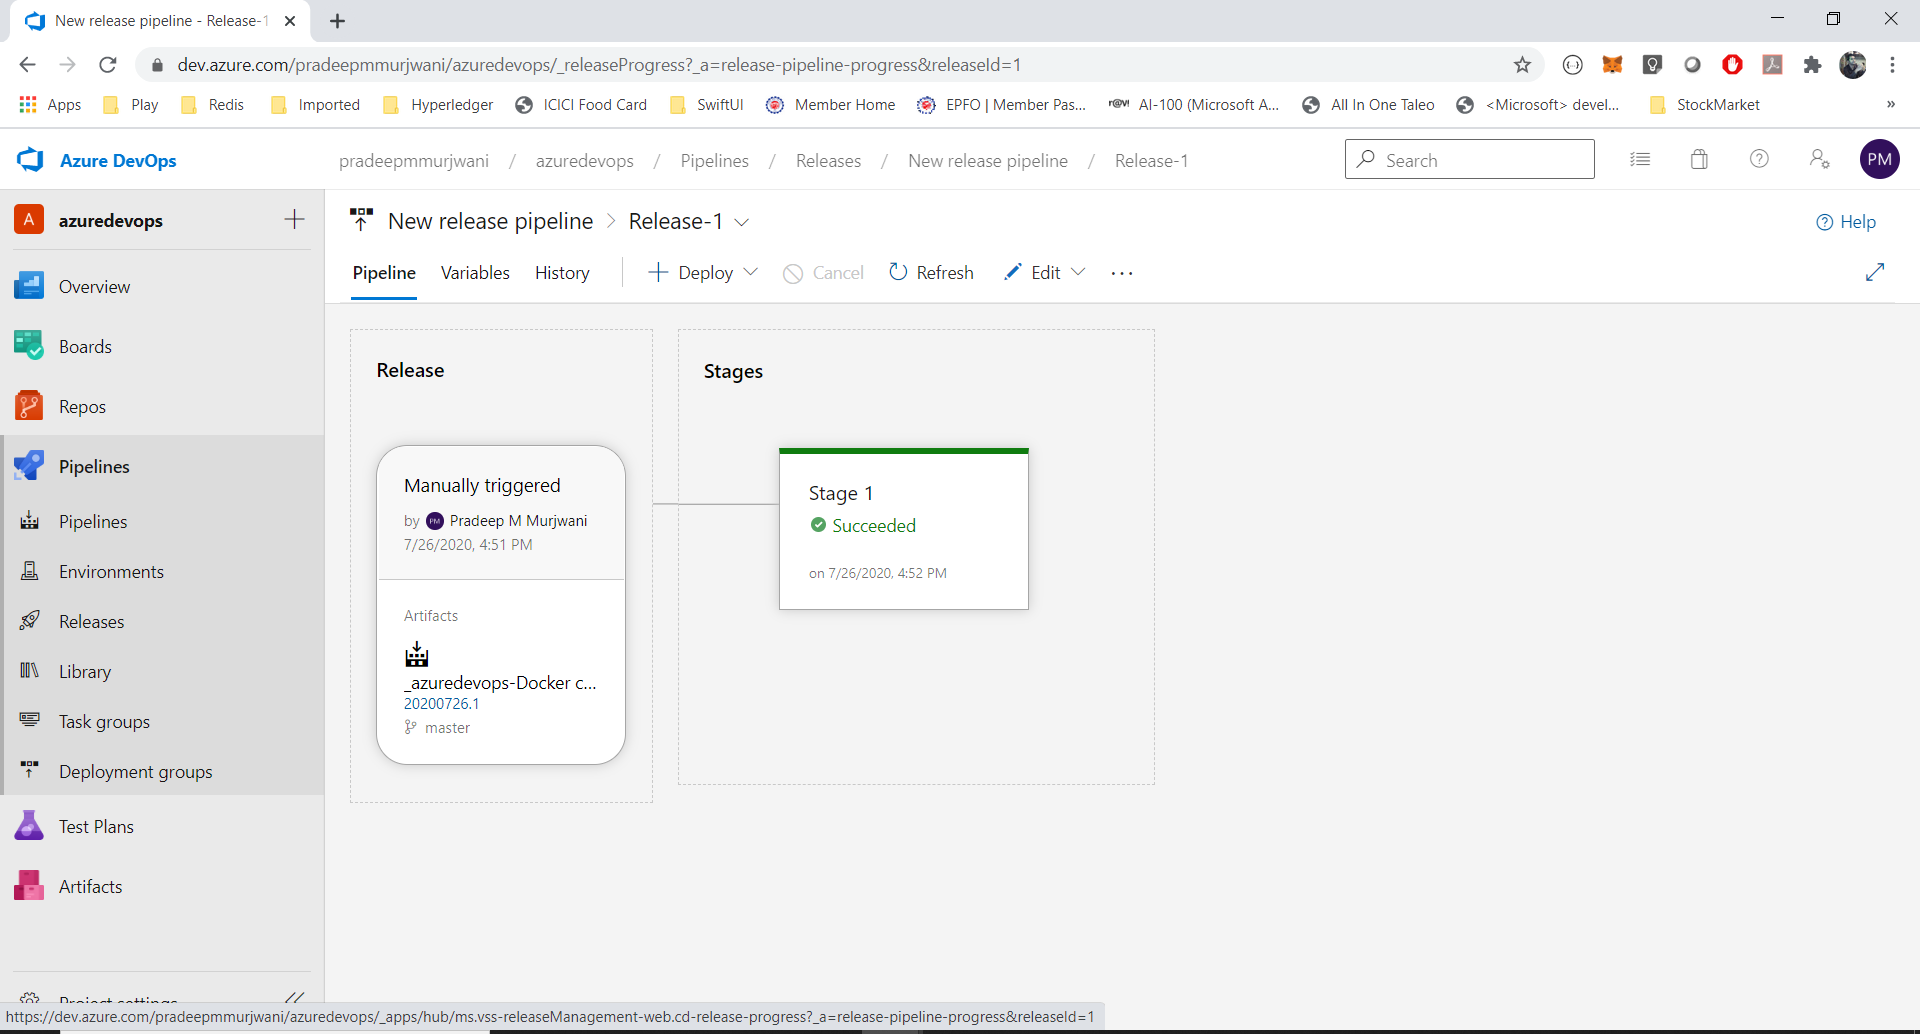 New release pipeline - Release-1
dev.azure.com/pradeepmmurjwani/azuredevops/_releaseProgress?_a=release-pipeline-progress&releaseId=1
Apps Play Redis Imported Hyperledger ICICI Food Card SwiftUI Member Home EPFO | Member Pas... r@v! AI-100 (Microsoft A... All In One Taleo <Microsoft> devel... StockMarket »
Azure DevOps pradeepmmurjwani / azuredevops / Pipelines / Releases / New release pipeline / Release-1 Search PM
A azuredevops
Overview
Boards
Repos
Pipelines
Pipelines
Environments
Releases
Library
Task groups
Deployment groups
Test Plans
Artifacts
Project settings
New release pipeline > Release-1 Help
Pipeline Variables History Deploy Cancel Refresh Edit ...
Release
Manually triggered
by PM Pradeep M Murjwani
7/26/2020, 4:51 PM
Artifacts
_azuredevops-Docker c...
20200726.1
master
Stages
Stage 1
Succeeded
on 7/26/2020, 4:52 PM
https://dev.azure.com/pradeepmmurjwani/azuredevops/_apps/hub/ms.vss-releaseManagement-web.cd-release-progress?_a=release-pipeline-progress&releaseId=1